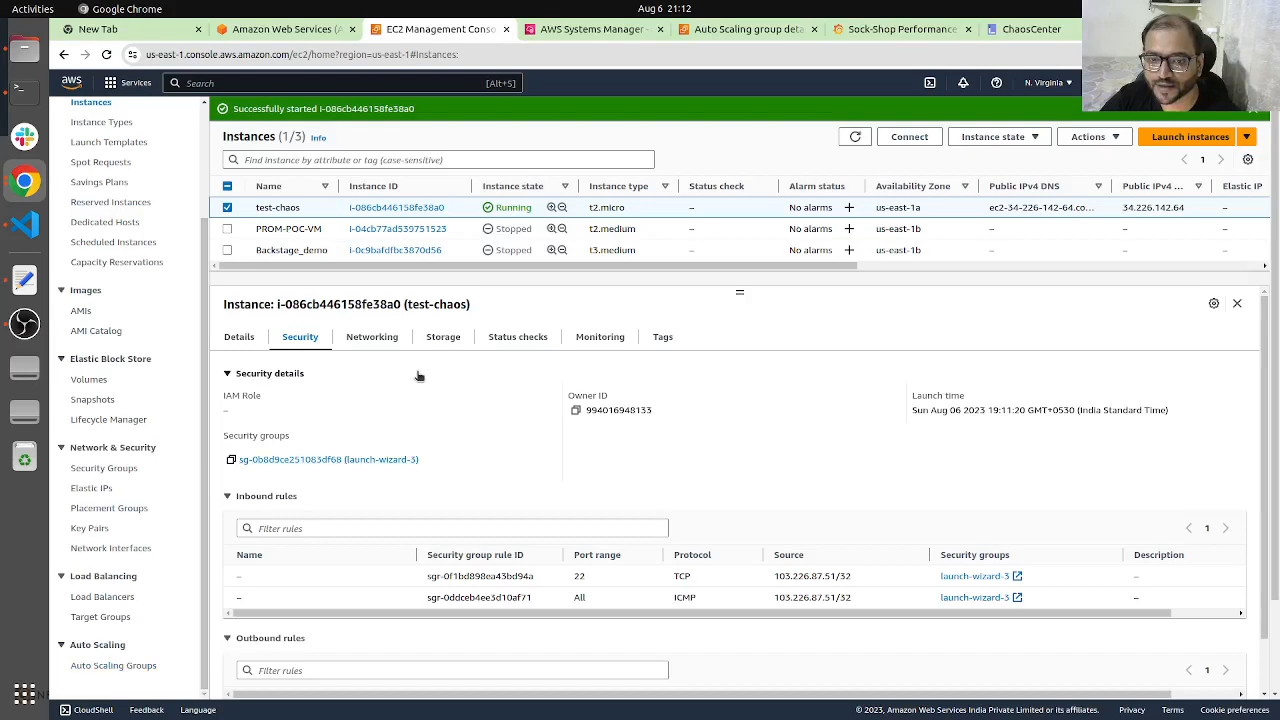 Activities
Google Chrome
Aug 6 21:12
New Tab
Amazon Web Services (A
EC2 Management Conso
AWS Systems Manager -
Auto Scaling group deta
Sock-Shop Performance
ChaosCenter
us-east-1.console.aws.amazon.com/ec2/home?region=us-east-1#Instances:
aws
Services
Search
[Alt+S]
N. Virginia
Instances
Instance Types
Launch Templates
Spot Requests
Savings Plans
Reserved Instances
Dedicated Hosts
Scheduled Instances
Capacity Reservations
Images
AMIs
AMI Catalog
Elastic Block Store
Volumes
Snapshots
Lifecycle Manager
Network & Security
Security Groups
Elastic IPs
Placement Groups
Key Pairs
Network Interfaces
Load Balancing
Load Balancers
Target Groups
Auto Scaling
Auto Scaling Groups
Successfully started i-086cb446158fe38a0
Instances (1/3) Info
Connect
Instance state
Actions
Launch instances
Find Instance by attribute or tag (case-sensitive)
1
Name Instance ID Instance state Instance type Status check Alarm status Availability Zone Public IPv4 DNS Public IPv4 ... Elastic IP
test-chaos i-086cb446158fe38a0 Running t2.micro – No alarms + us-east-1a ec2-34-226-142-64.co... 34.226.142.64 –
PROM-POC-VM i-04cb77ad539751523 Stopped t2.medium – No alarms + us-east-1b – – –
Backstage_demo i-0c9bafdfbc3870d56 Stopped t3.medium – No alarms + us-east-1b – – –
Instance: i-086cb446158fe38a0 (test-chaos)
Details
Security
Networking
Storage
Status checks
Monitoring
Tags
Security details
IAM Role
–
Owner ID
994016948133
Launch time
Sun Aug 06 2023 19:11:20 GMT+0530 (India Standard Time)
Security groups
sg-0b8d9ce251083df68 (launch-wizard-3)
Inbound rules
Filter rules
1
Name Security group rule ID Port range Protocol Source Security groups Description
– sgr-0f1bd898ea43bd94a 22 TCP 103.226.87.51/32 launch-wizard-3 –
– sgr-0ddceb4ee3d10af71 All ICMP 103.226.87.51/32 launch-wizard-3 –
Outbound rules
Filter rules
1
CloudShell
Feedback
Language
© 2023, Amazon Web Services India Private Limited or its affiliates.
Privacy
Terms
Cookie preferences